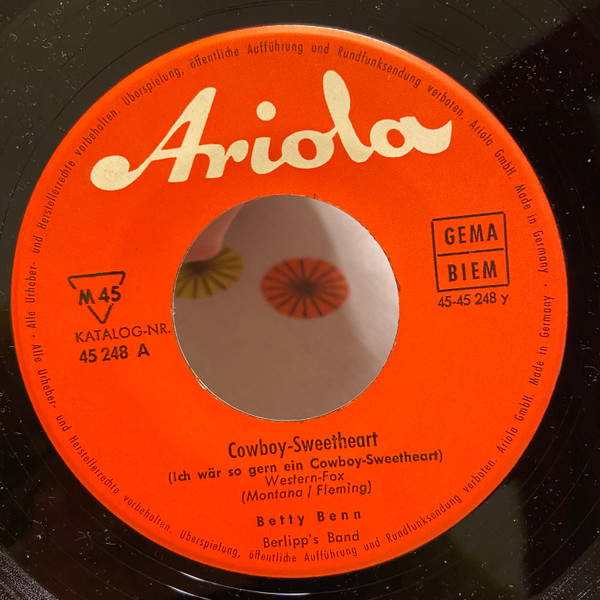 Alle Urheber- und Herstellerrechte vorbehalten. Überspielung, öffentliche Aufführung und Rundfunksendung verboten. Ariola GmbH. Made in Germany ·
Ariola
GEMA
BIEM
45-45 248 y
M 45
KATALOG-NR.
45 248 A
Cowboy-Sweetheart
(Ich wär so gern ein Cowboy-Sweetheart)
Western-Fox
(Montana / Fleming)
Betty Benn
Berlipp's Band
Alle Urheber- und Herstellerrechte vorbehalten. Überspielung, öffentliche Aufführung und Rundfunksendung verboten. Ariola GmbH. Made in Germany ·